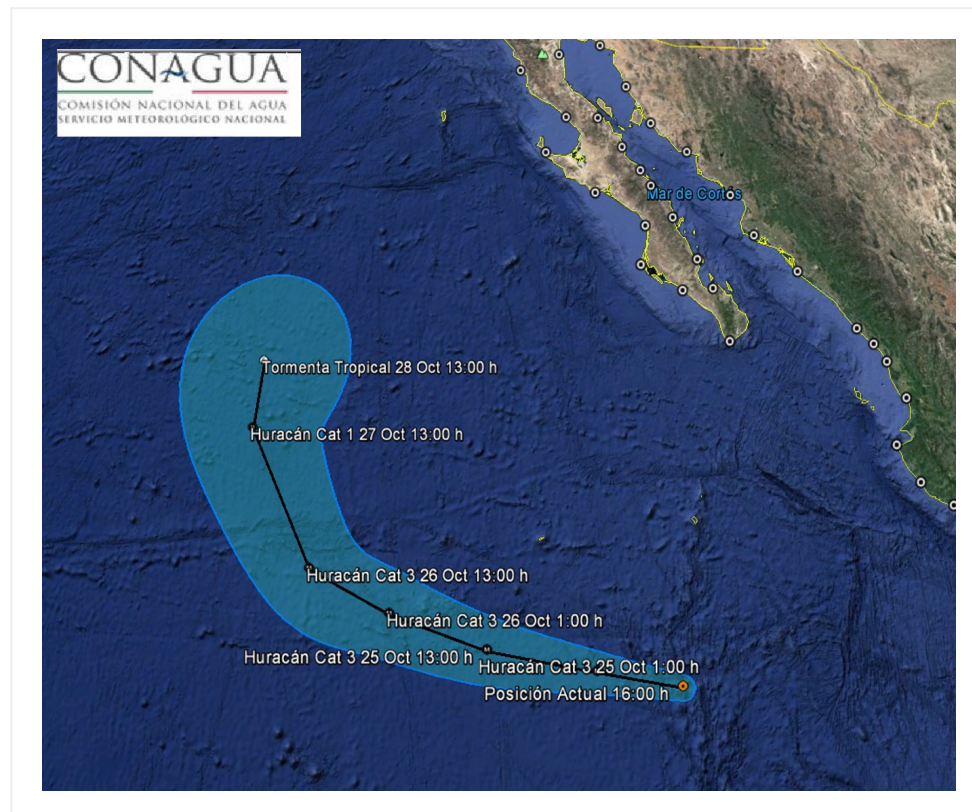 CONAGUA
COMISIÓN NACIONAL DEL AGUA
SERVICIO METEOROLÓGICO NACIONAL
Mar de Cortés
Tormenta Tropical 28 Oct 13:00 h
Huracán Cat 1 27 Oct 13:00 h
Huracán Cat 3 26 Oct 13:00 h
Huracán Cat 3 26 Oct 1:00 h
Huracán Cat 3 25 Oct 13:00 h
Huracán Cat 3 25 Oct 1:00 h
Posición Actual 16:00 h